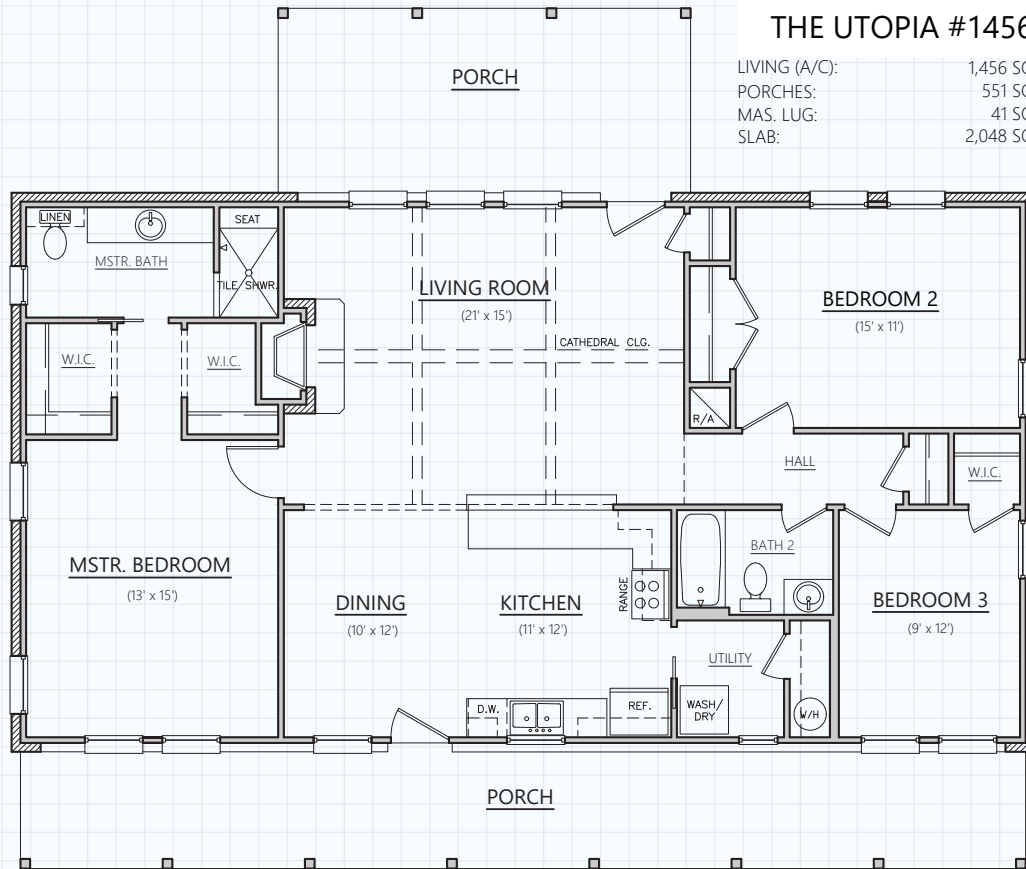 THE UTOPIA #1456
LIVING (A/C): 1,456 SQ
PORCHES: 551 SQ
MAS. LUG: 41 SQ
SLAB: 2,048 SQ
PORCH
LINEN
MSTR. BATH
SEAT
TILE SHWR.
LIVING ROOM
(21' x 15')
CATHEDRAL CLG.
BEDROOM 2
(15' x 11')
W.I.C.
W.I.C.
R/A
HALL
W.I.C.
MSTR. BEDROOM
(13' x 15')
DINING
(10' x 12')
KITCHEN
(11' x 12')
RANGE
BATH 2
BEDROOM 3
(9' x 12')
UTILITY
D.W.
REF.
WASH/
DRY
W/H
PORCH